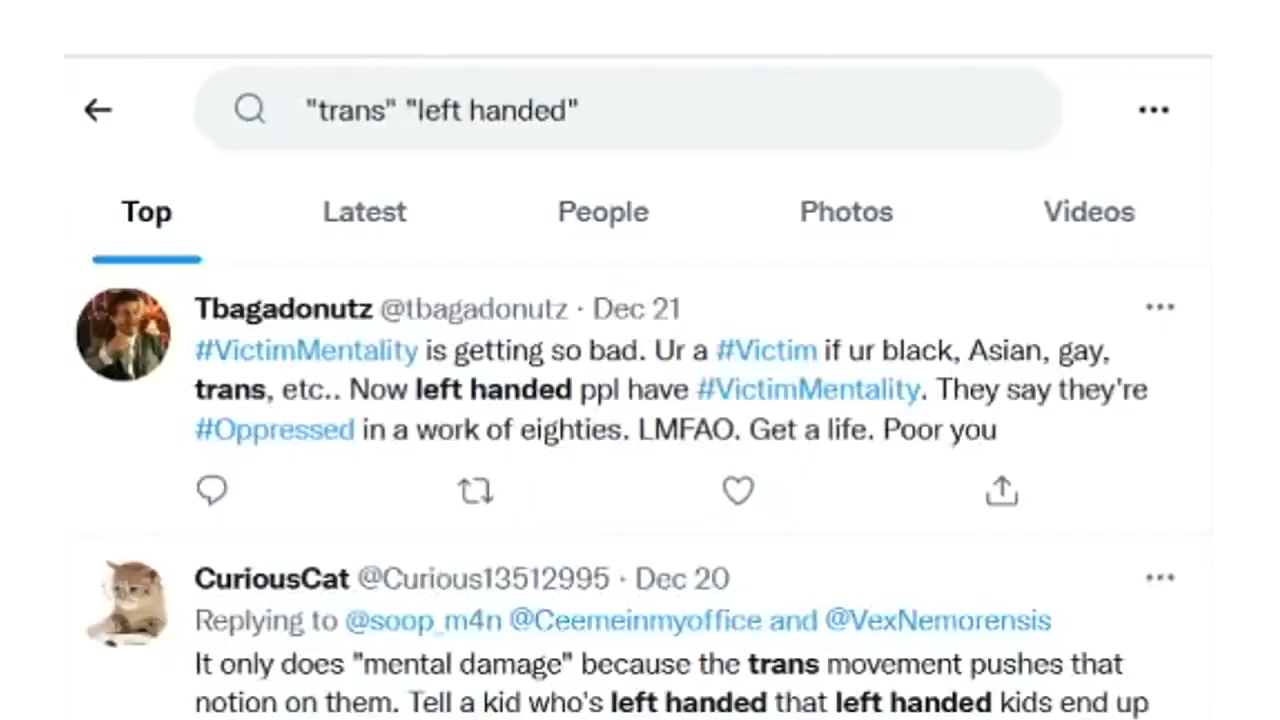 "trans" "left handed"
Top Latest People Photos Videos
Tbagadonutz @tbagadonutz · Dec 21
#VictimMentality is getting so bad. Ur a #Victim if ur black, Asian, gay,
trans, etc.. Now left handed ppl have #VictimMentality. They say they're
#Oppressed in a work of eighties. LMFAO. Get a life. Poor you
CuriousCat @Curious13512995 · Dec 20
Replying to @soop_m4n @Ceemeinmyoffice and @VexNemorensis
It only does "mental damage" because the trans movement pushes that
notion on them. Tell a kid who's left handed that left handed kids end up